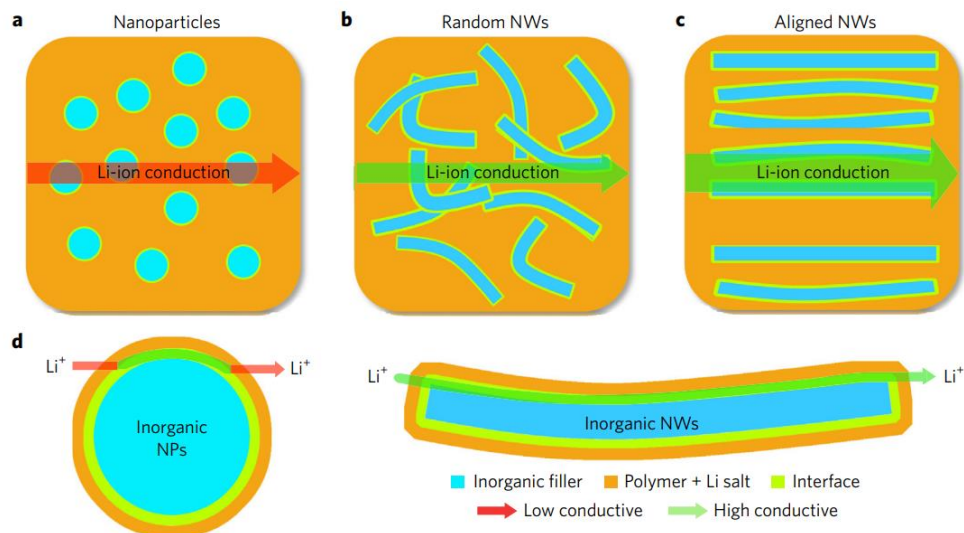 a Nanoparticles
b Random NWs
c Aligned NWs
Li-ion conduction
Li-ion conduction
Li-ion conduction
d
Li⁺
Li⁺
Inorganic
NPs
Li⁺
Li⁺
Inorganic NWs
Inorganic filler Polymer + Li salt Interface
Low conductive High conductive